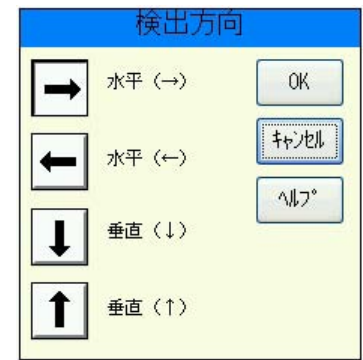 検出方向
水平（→）
OK
水平（←）
キャンセル
ヘルプ
垂直（↓）
垂直（↑）